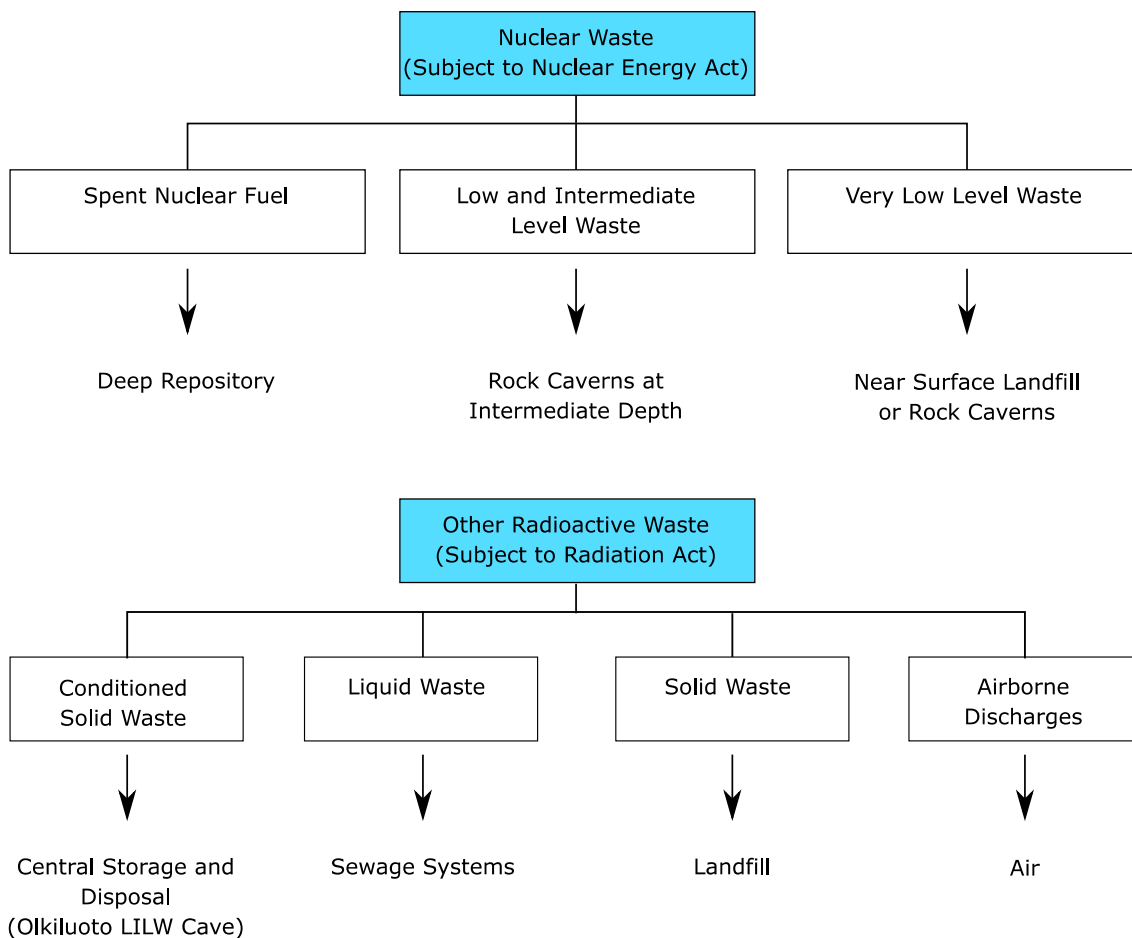 Nuclear Waste
(Subject to Nuclear Energy Act)
Spent Nuclear Fuel
Low and Intermediate
Level Waste
Very Low Level Waste
Deep Repository
Rock Caverns at
Intermediate Depth
Near Surface Landfill
or Rock Caverns
Other Radioactive Waste
(Subject to Radiation Act)
Conditioned
Solid Waste
Liquid Waste
Solid Waste
Airborne
Discharges
Central Storage and
Disposal
(Olkiluoto LILW Cave)
Sewage Systems
Landfill
Air